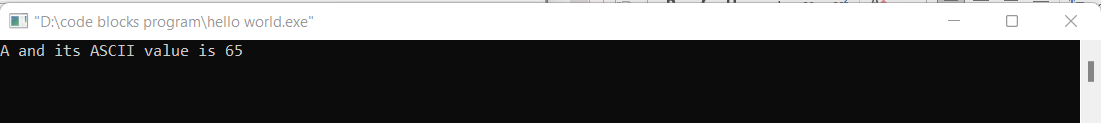 "D:\code blocks program\hello world.exe"
A and its ASCII value is 65